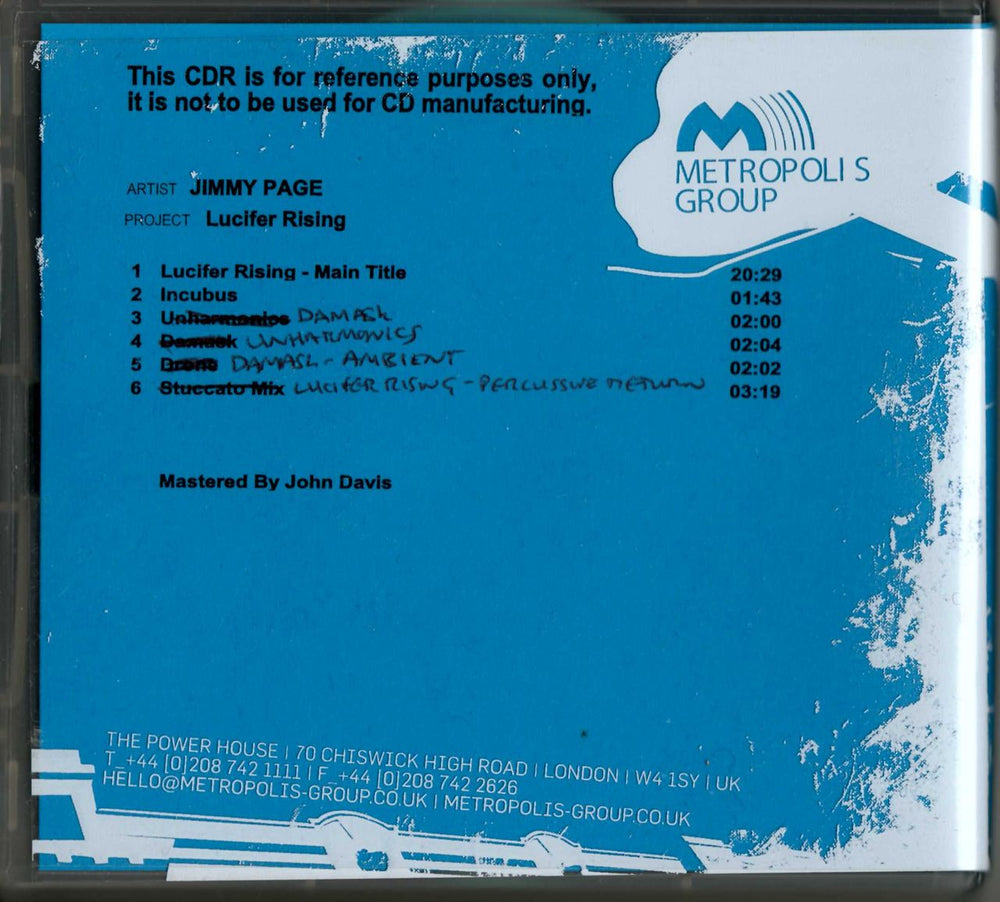 This CDR is for reference purposes only,
it is not to be used for CD manufacturing.
METROPOLIS
GROUP
ARTIST JIMMY PAGE
PROJECT Lucifer Rising
1 Lucifer Rising - Main Title 20:29
2 Incubus 01:43
3 Unharmonics DAMASK 02:00
4 Damask UNHARMONICS 02:04
5 Drone DAMASK - AMBIENT 02:02
6 Stuccato Mix LUCIFER RISING - PERCUSSIVE RETURN 03:19
Mastered By John Davis
THE POWER HOUSE | 70 CHISWICK HIGH ROAD | LONDON | W4 1SY | UK
T_+44 [0]208 742 1111 | F_+44 [0]208 742 2626
HELLO@METROPOLIS-GROUP.CO.UK | METROPOLIS-GROUP.CO.UK